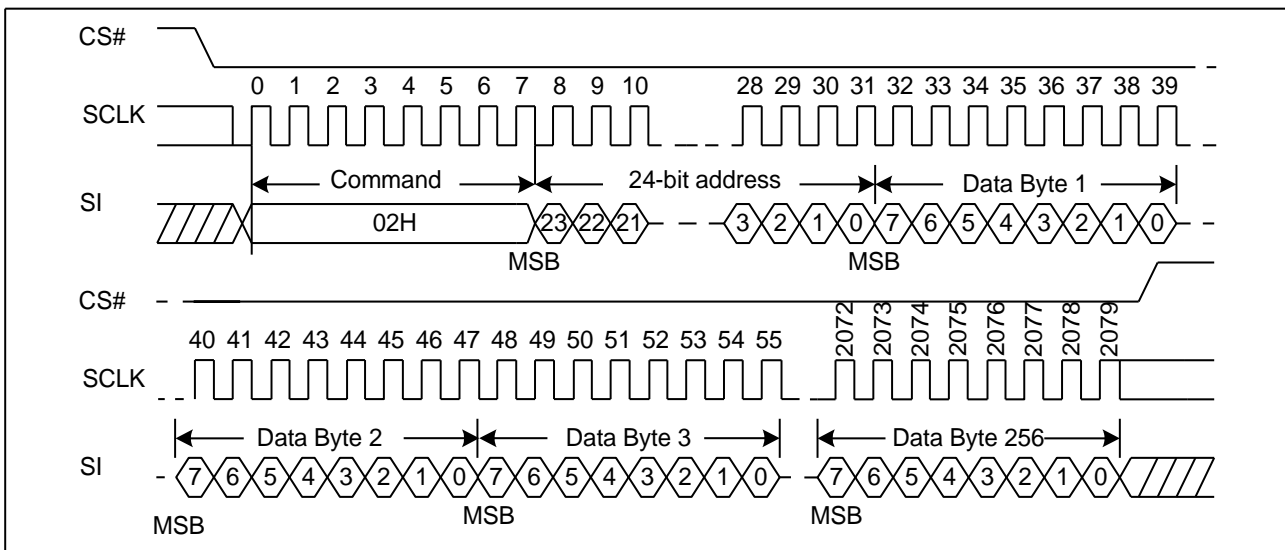 CS#
0 1 2 3 4 5 6 7 8 9 10 28 29 30 31 32 33 34 35 36 37 38 39
SCLK
Command 24-bit address Data Byte 1
SI
02H 23 22 21 3 2 1 0 7 6 5 4 3 2 1 0
MSB MSB
CS#
40 41 42 43 44 45 46 47 48 49 50 51 52 53 54 55 2072 2073 2074 2075 2076 2077 2078 2079
SCLK
Data Byte 2 Data Byte 3 Data Byte 256
SI
7 6 5 4 3 2 1 0 7 6 5 4 3 2 1 0 7 6 5 4 3 2 1 0
MSB MSB MSB